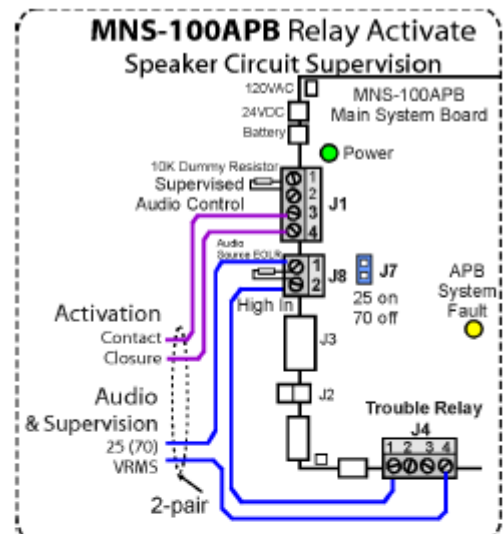 MNS-100APB Relay Activate
Speaker Circuit Supervision
120VAC
24VDC
Battery
MNS-100APB
Main System Board
Power
10K Dummy Resistor
Supervised
Audio Control
1
2
3
4
J1
Audio
Source EOLR
1
2
J8
J7
High In
25 on
70 off
APB
System
Fault
Activation
Contact
Closure
J3
J2
Audio
& Supervision
25 (70)
VRMS
2-pair
Trouble Relay
J4
1 2 3 4